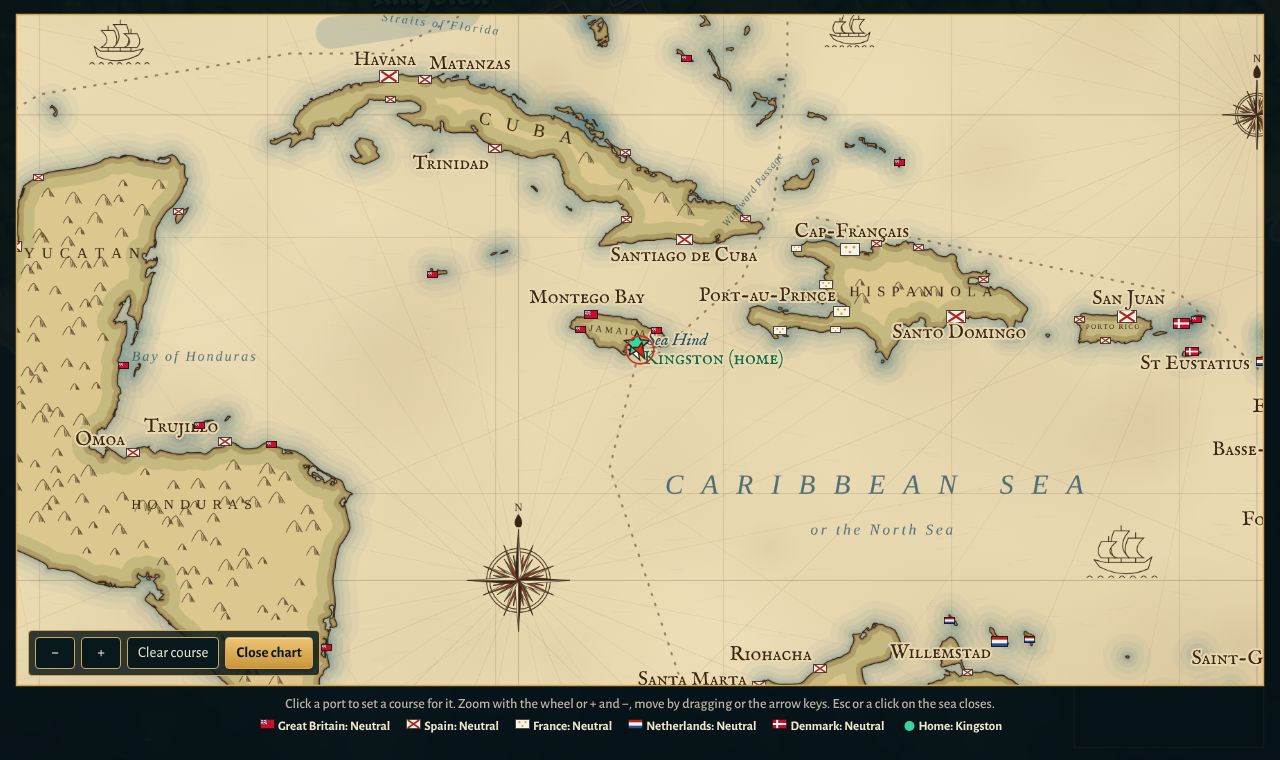 Straits of Florida
Havana
Matanzas
N
CUBA
Trinidad
Windward Passage
YUCATAN
Santiago de Cuba
Cap-Français
Montego Bay
Port-au-Prince
HISPANIOLA
San Juan
JAMAICA
PORTO RICO
Sea Hind
Santo Domingo
Kingston (home)
Bay of Honduras
St Eustatius
Trujillo
Omoa
Basse-
CARIBBEAN SEA
HONDURAS
N
Fo
or the North Sea
Riohacha
Willemstad
Saint-G
Santa Marta
−
+
Clear course
Close chart
Click a port to set a course for it. Zoom with the wheel or + and −, move by dragging or the arrow keys. Esc or a click on the sea closes.
Great Britain: Neutral
Spain: Neutral
France: Neutral
Netherlands: Neutral
Denmark: Neutral
Home: Kingston